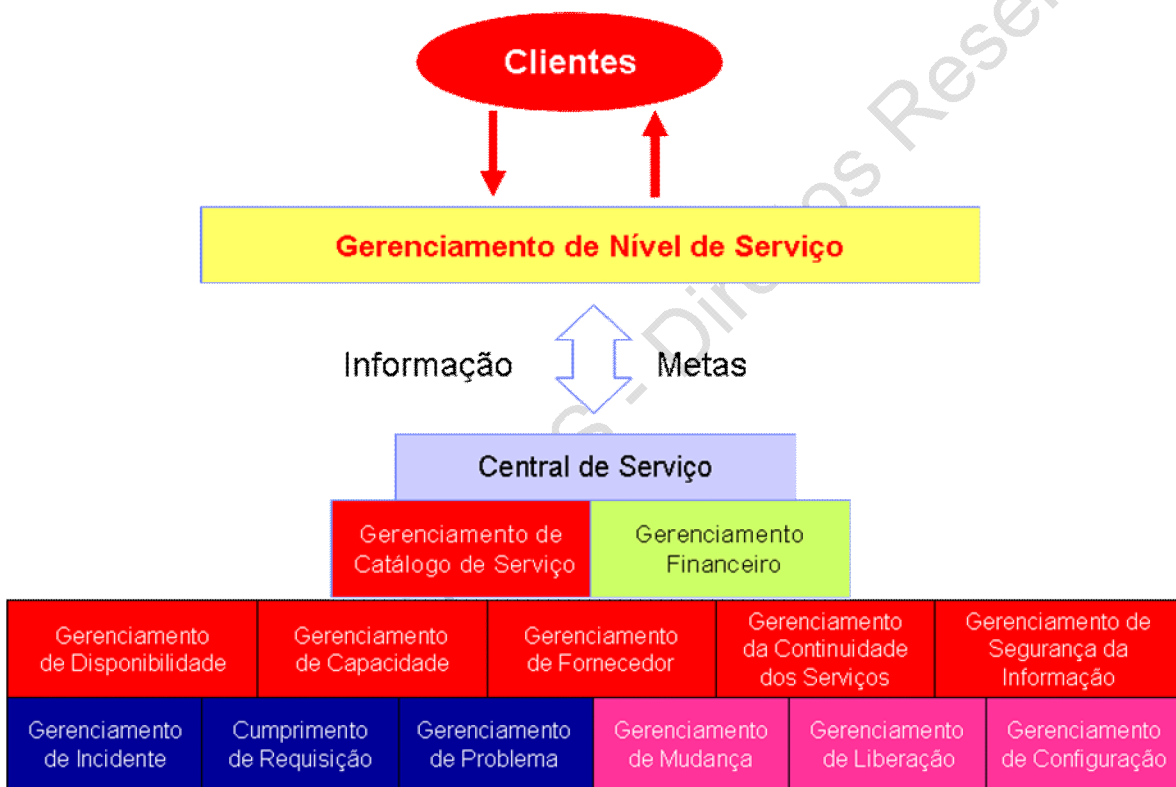 Clientes
Gerenciamento de Nível de Serviço
Informação
Metas
Central de Serviço
Gerenciamento de
Catálogo de Serviço
Gerenciamento
Financeiro
Gerenciamento
de Disponibilidade
Gerenciamento
de Capacidade
Gerenciamento
de Fornecedor
Gerenciamento
da Continuidade
dos Serviços
Gerenciamento de
Segurança da
Informação
Gerenciamento
de Incidente
Cumprimento
de Requisição
Gerenciamento
de Problema
Gerenciamento
de Mudança
Gerenciamento
de Liberação
Gerenciamento
de Configuração